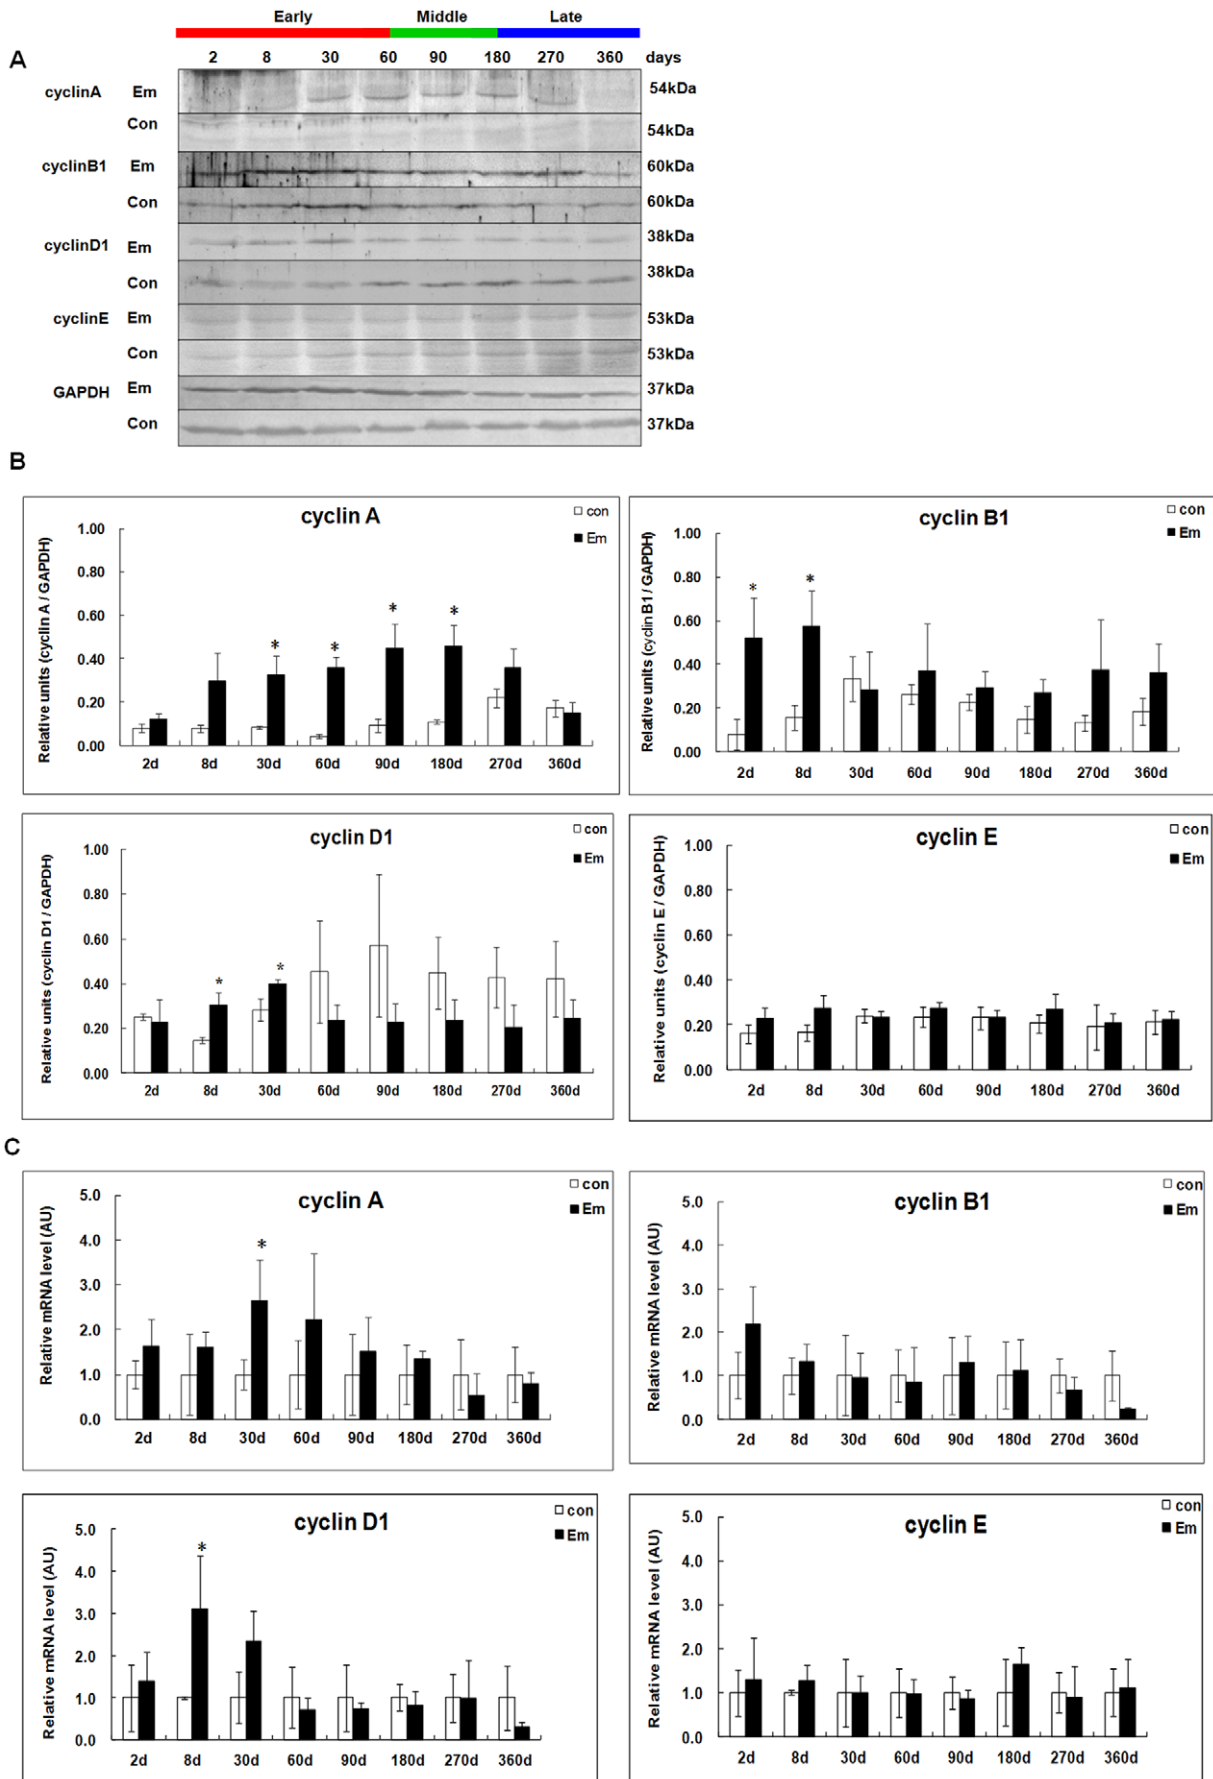 Early Middle Late
2 8 30 60 90 180 270 360 days
A
cyclinA Em 54kDa
Con 54kDa
cyclinB1 Em 60kDa
Con 60kDa
cyclinD1 Em 38kDa
Con 38kDa
cyclinE Em 53kDa
Con 53kDa
GAPDH Em 37kDa
Con 37kDa
B
cyclin A
con
Em
Relative units (cyclin A / GAPDH)
1.00
0.80
0.60
0.40
0.20
0.00
* * * *
2d 8d 30d 60d 90d 180d 270d 360d
cyclin B1
con
Em
Relative units (cyclin B1 / GAPDH)
1.00
0.80
0.60
0.40
0.20
0.00
* *
2d 8d 30d 60d 90d 180d 270d 360d
cyclin D1
con
Em
Relative units (cyclin D1 / GAPDH)
1.00
0.80
0.60
0.40
0.20
0.00
* *
2d 8d 30d 60d 90d 180d 270d 360d
cyclin E
con
Em
Relative units (cyclin E / GAPDH)
1.00
0.80
0.60
0.40
0.20
0.00
2d 8d 30d 60d 90d 180d 270d 360d
C
cyclin A
con
Em
Relative mRNA level (AU)
5.0
4.0
3.0
2.0
1.0
0.0
*
2d 8d 30d 60d 90d 180d 270d 360d
cyclin B1
con
Em
Relative mRNA level (AU)
5.0
4.0
3.0
2.0
1.0
0.0
2d 8d 30d 60d 90d 180d 270d 360d
cyclin D1
con
Em
Relative mRNA level (AU)
5.0
4.0
3.0
2.0
1.0
0.0
*
2d 8d 30d 60d 90d 180d 270d 360d
cyclin E
con
Em
Relative mRNA level (AU)
5.0
4.0
3.0
2.0
1.0
0.0
2d 8d 30d 60d 90d 180d 270d 360d